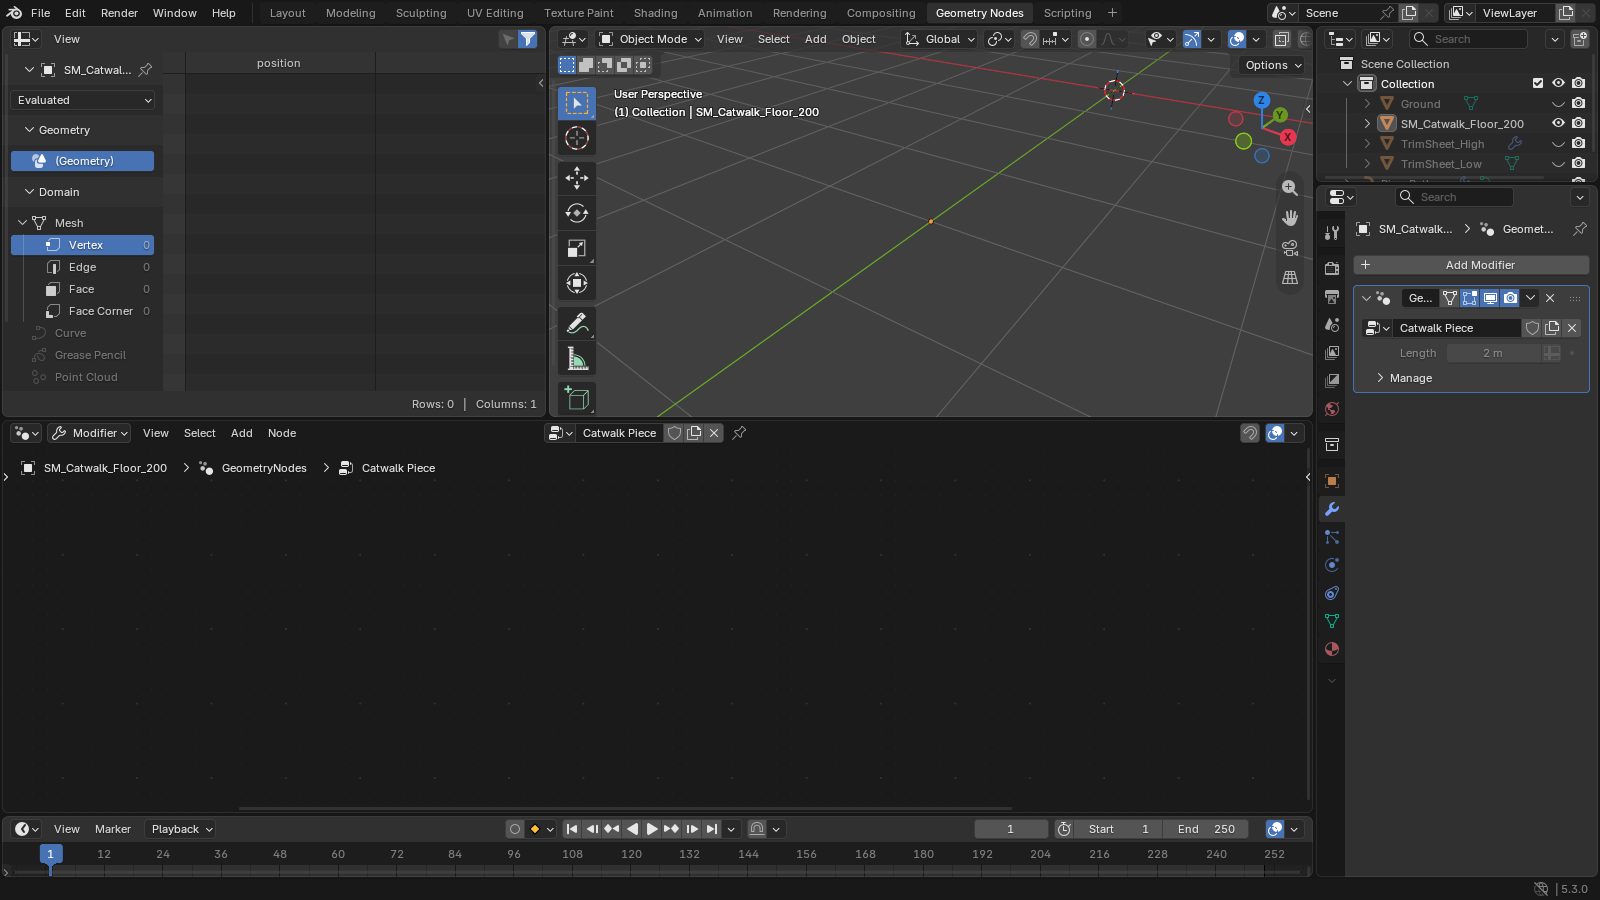 File Edit Render Window Help Layout Modeling Sculpting UV Editing Texture Paint Shading Animation Rendering Compositing Geometry Nodes Scripting Scene ViewLayer
View
SM_Catwal...
Evaluated
Geometry
(Geometry)
Domain
Mesh
Vertex 0
Edge 0
Face 0
Face Corner 0
Curve
Grease Pencil
Point Cloud
position
Rows: 0 | Columns: 1
Object Mode View Select Add Object Global
Options
User Perspective
(1) Collection | SM_Catwalk_Floor_200
Z
Y
X
Search
Scene Collection
Collection
Ground
SM_Catwalk_Floor_200
TrimSheet_High
TrimSheet_Low
Search
SM_Catwalk... Geomet...
Add Modifier
Ge...
Catwalk Piece
Length 2 m
Manage
Modifier View Select Add Node Catwalk Piece
SM_Catwalk_Floor_200 GeometryNodes Catwalk Piece
View Marker Playback 1 Start 1 End 250
1 12 24 36 48 60 72 84 96 108 120 132 144 156 168 180 192 204 216 228 240 252
5.3.0